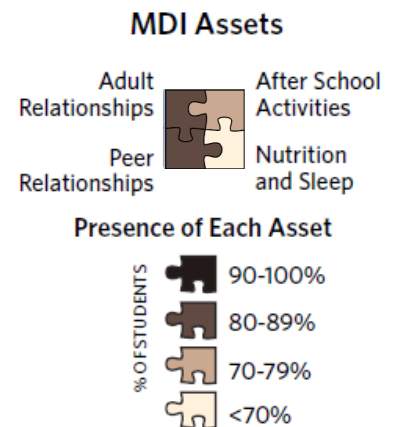 MDI Assets
Adult
Relationships
After School
Activities
Peer
Relationships
Nutrition
and Sleep
Presence of Each Asset
% OF STUDENTS
90-100%
80-89%
70-79%
<70%